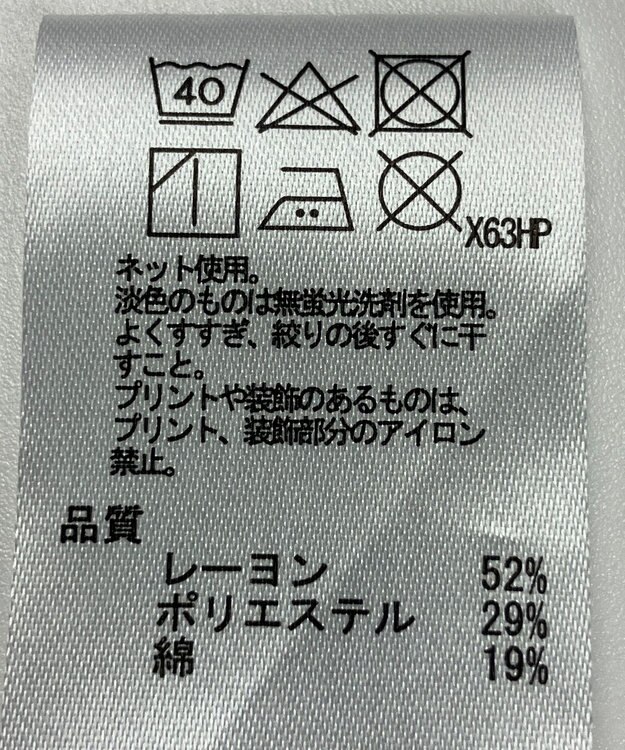 40
X63HP
ネット使用。
淡色のものは無蛍光洗剤を使用。
よくすすぎ、絞りの後すぐに干
すこと。
プリントや装飾のあるものは、
プリント、装飾部分のアイロン
禁止。
品質
レーヨン 52%
ポリエステル 29%
綿 19%